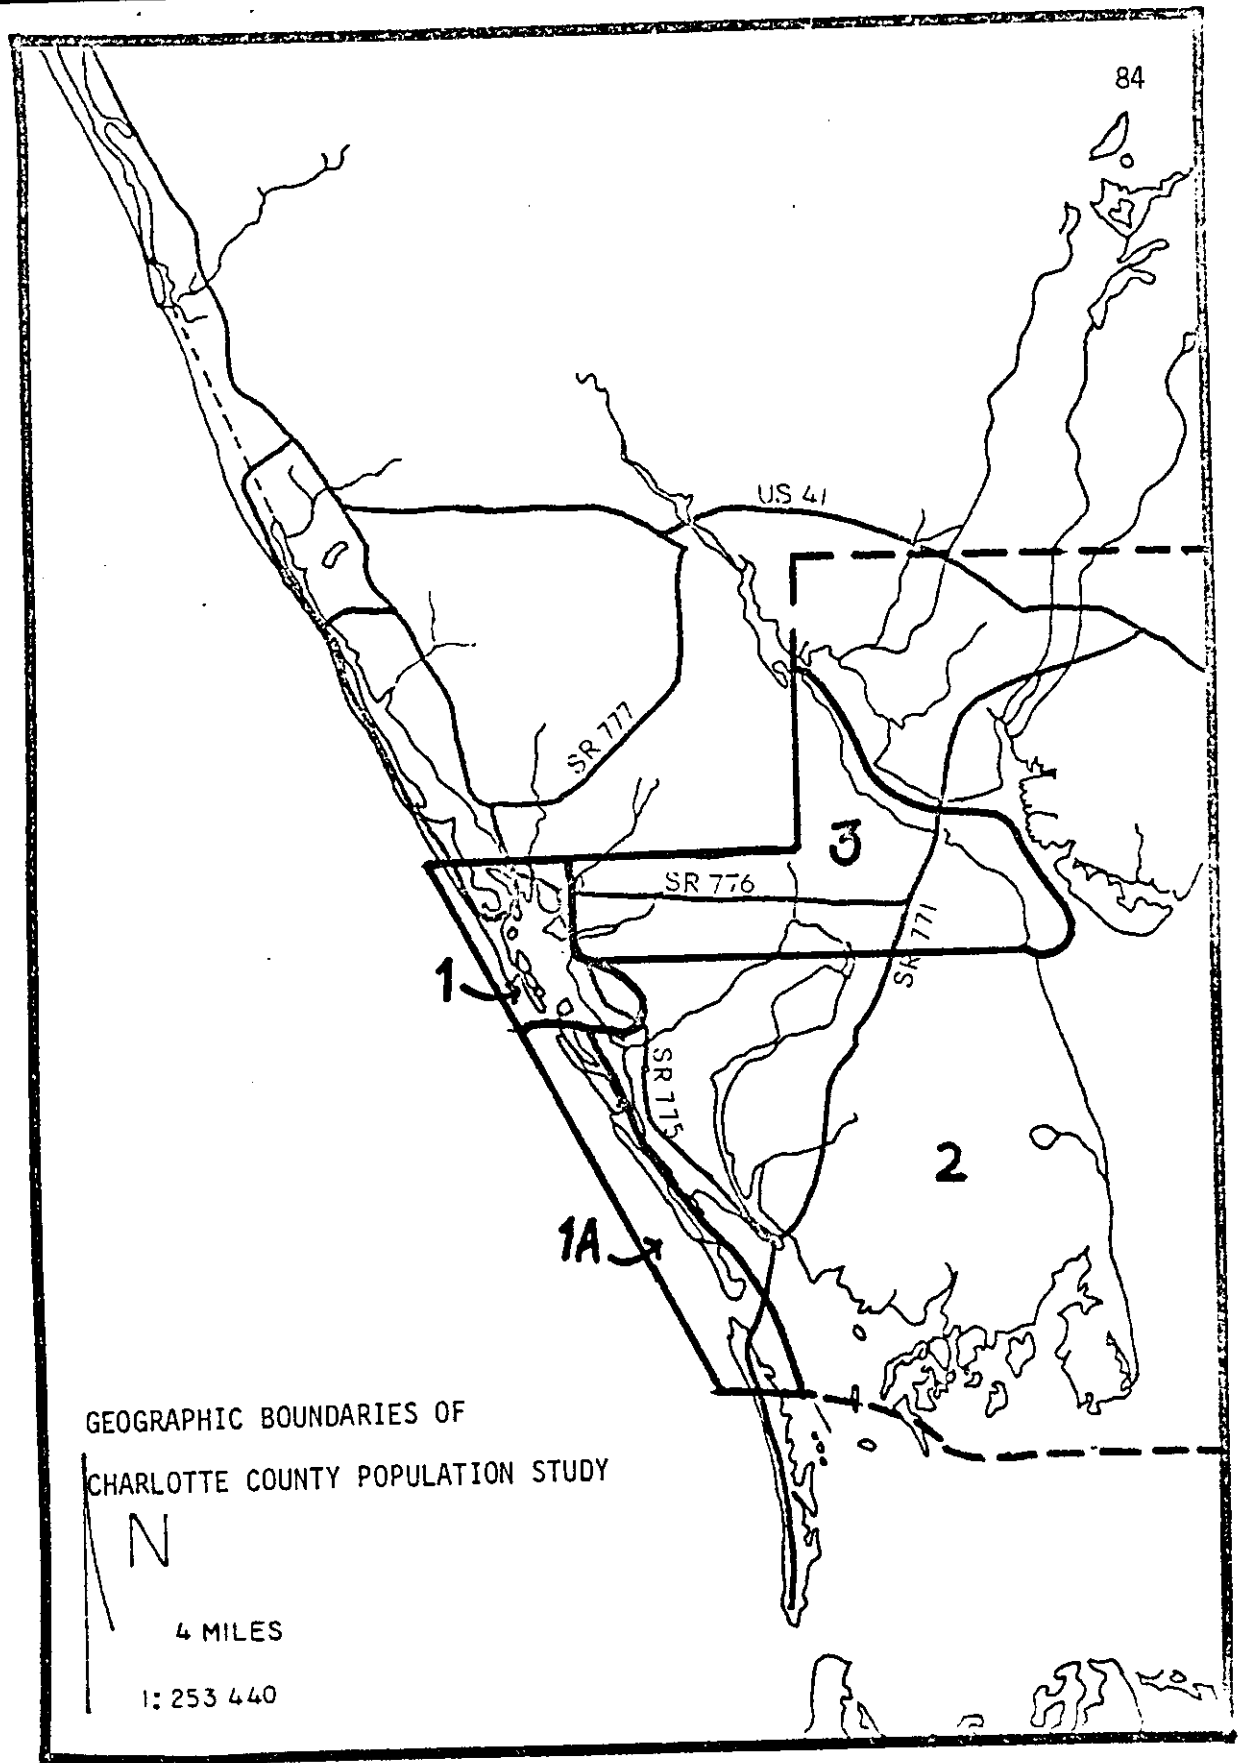 84
US 41
SR 777
3
SR 776
SR 771
1
SR 775
2
1A
GEOGRAPHIC BOUNDARIES OF
CHARLOTTE COUNTY POPULATION STUDY
N
4 MILES
1:253 440